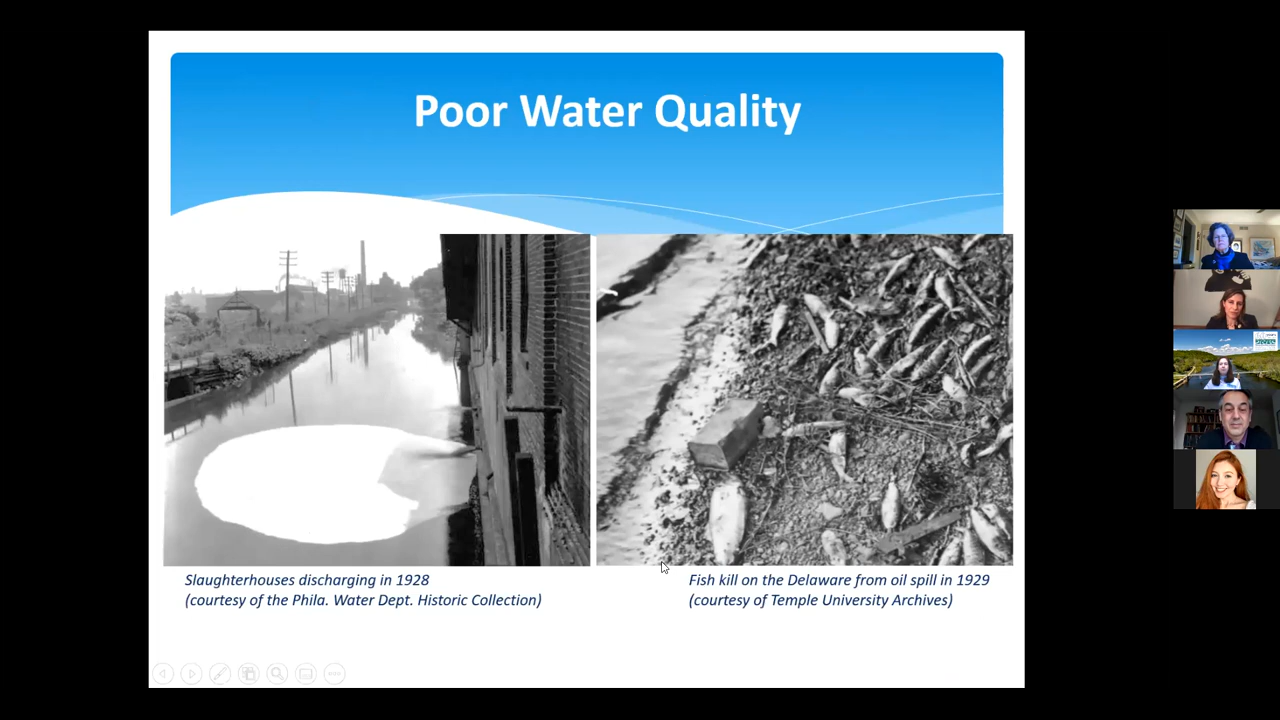 Poor Water Quality
Slaughterhouses discharging in 1928
(courtesy of the Phila. Water Dept. Historic Collection)
Fish kill on the Delaware from oil spill in 1929
(courtesy of Temple University Archives)